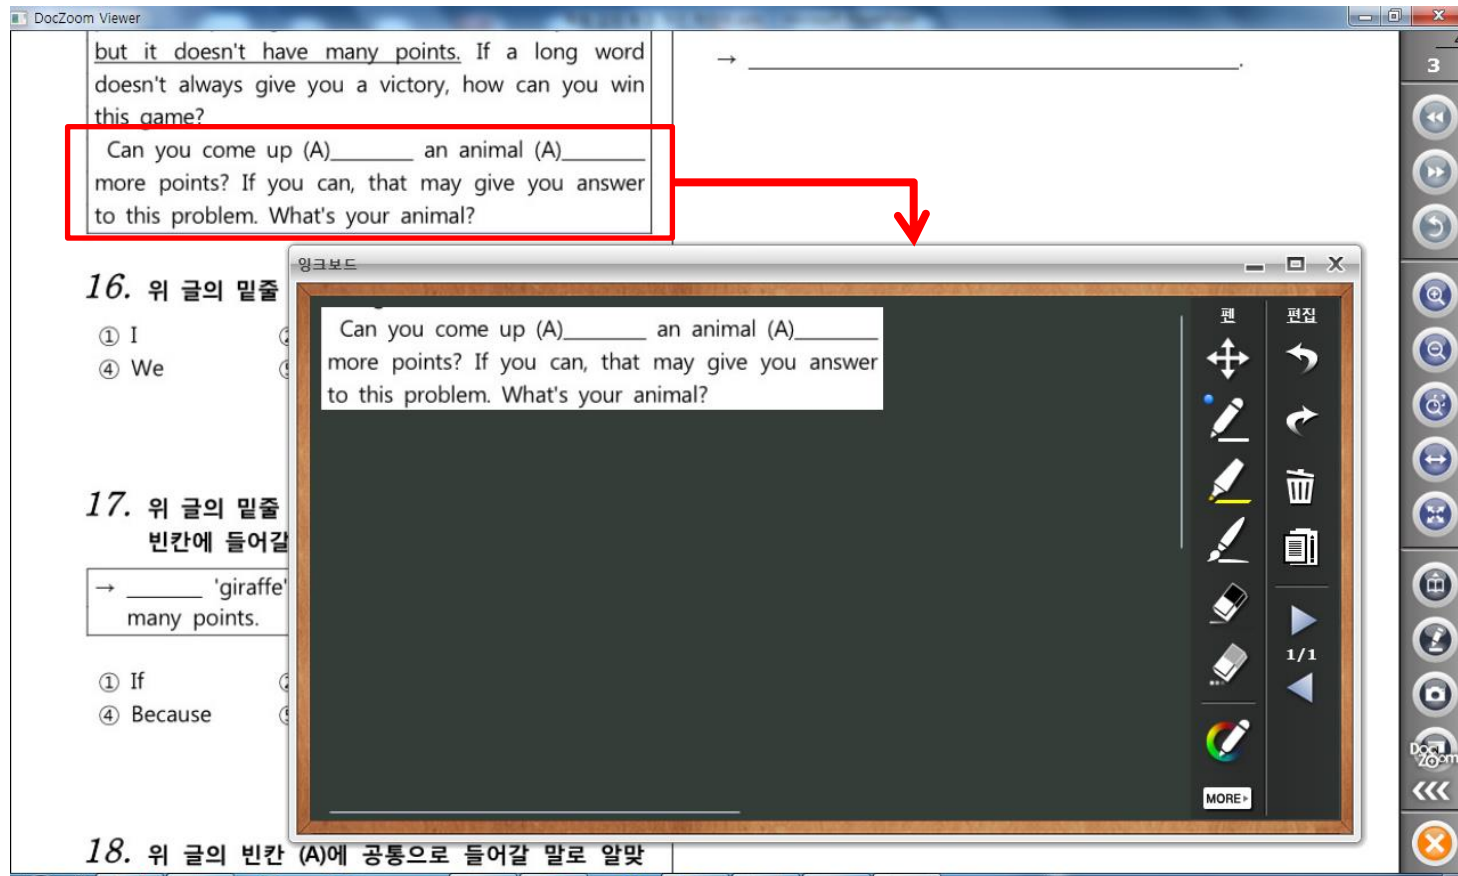 DocZoom Viewer
but it doesn't have many points. If a long word
doesn't always give you a victory, how can you win
this game?
Can you come up (A)________ an animal (A)________
more points? If you can, that may give you answer
to this problem. What's your animal?
→ ________________.
16. 위 글의 밑줄
① I
④ We
17. 위 글의 밑줄
빈칸에 들어갈
→ _______ 'giraffe'
many points.
① If
④ Because
18. 위 글의 빈칸 (A)에 공통으로 들어갈 말로 알맞
잉크보드
Can you come up (A)________ an animal (A)________
more points? If you can, that may give you answer
to this problem. What's your animal?
펜
편집
1/1
MORE
3
DocZoom